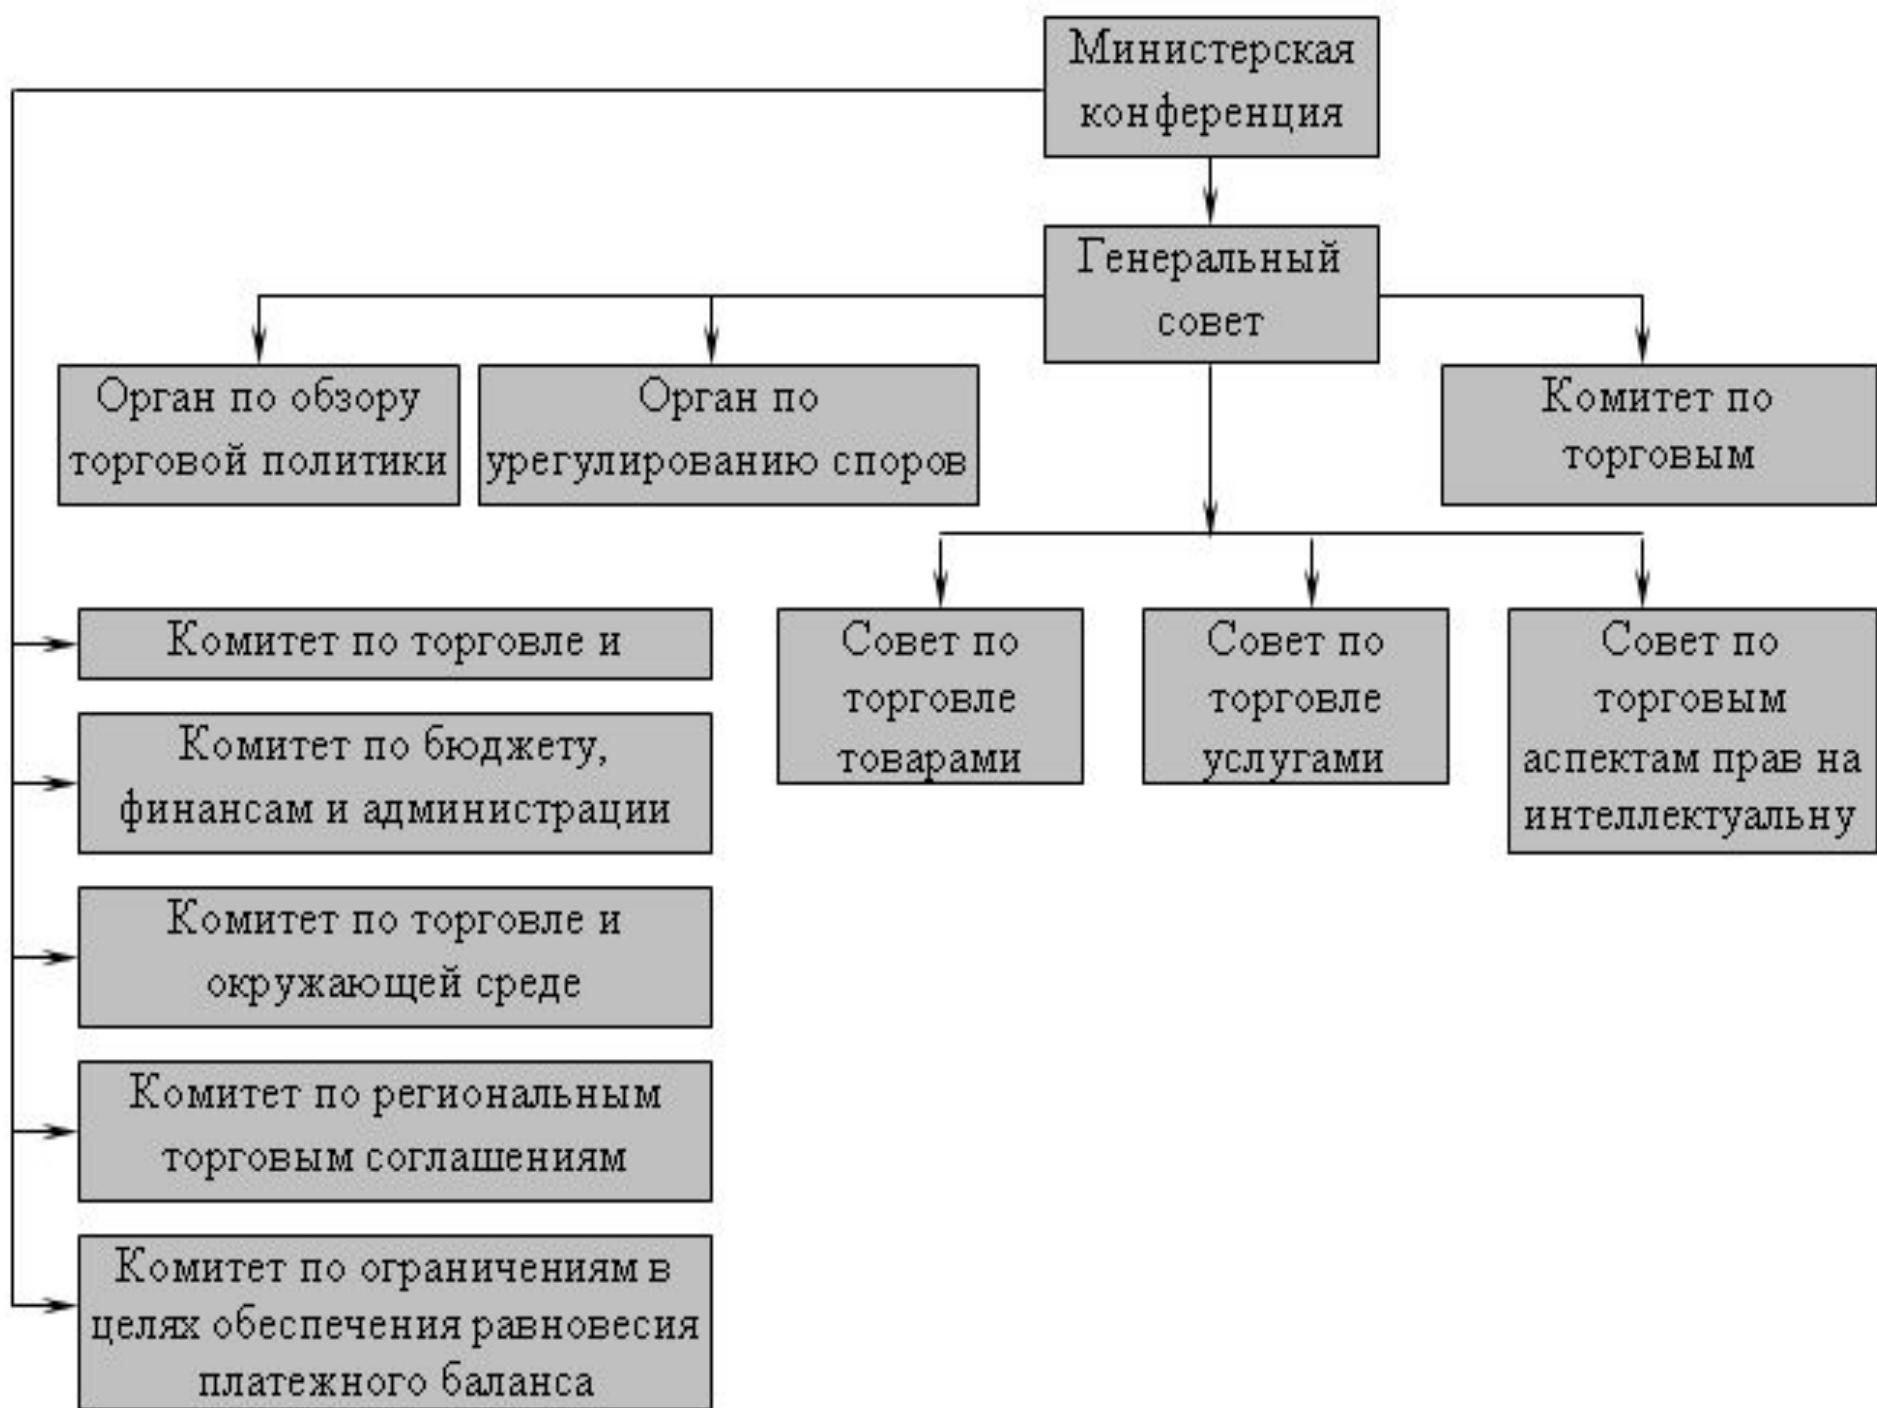 Министерская
конференция
Генеральный
совет
Орган по обзору
торговой политики
Орган по
урегулированию споров
Комитет по
торговым
Комитет по торговле и
Комитет по бюджету,
финансам и администрации
Комитет по торговле и
окружающей среде
Комитет по региональным
торговым соглашениям
Комитет по ограничениям в
целях обеспечения равновесия
платежного баланса
Совет по
торговле
товарами
Совет по
торговле
услугами
Совет по
торговым
аспектам прав на
интеллектуальну